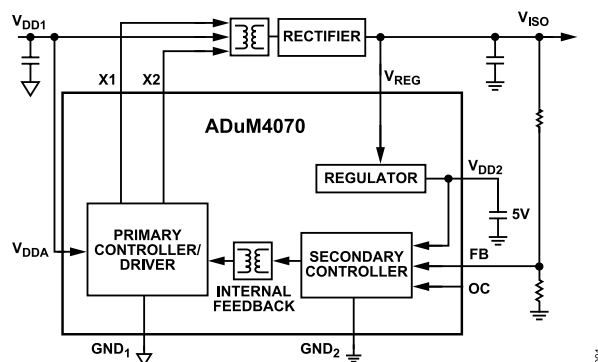 VDD1
VISO
RECTIFIER
X1
X2
VREG
ADuM4070
REGULATOR
VDD2
5V
PRIMARY
CONTROLLER/
DRIVER
VDDA
SECONDARY
CONTROLLER
INTERNAL
FEEDBACK
FB
OC
GND1
GND2